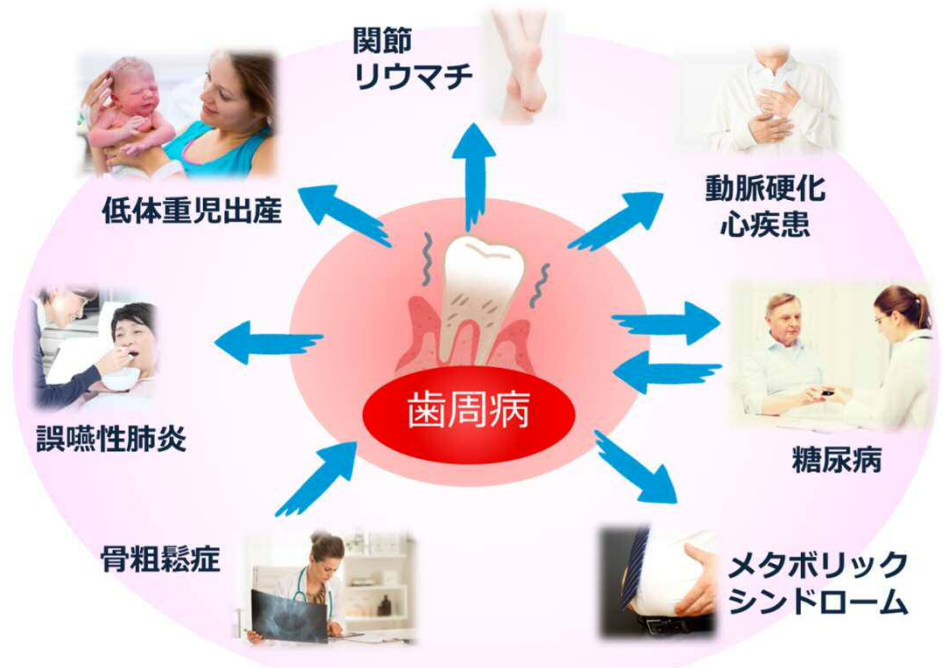 関節
リウマチ
低体重児出産
動脈硬化
心疾患
誤嚥性肺炎
歯周病
糖尿病
骨粗鬆症
メタボリック
シンドローム